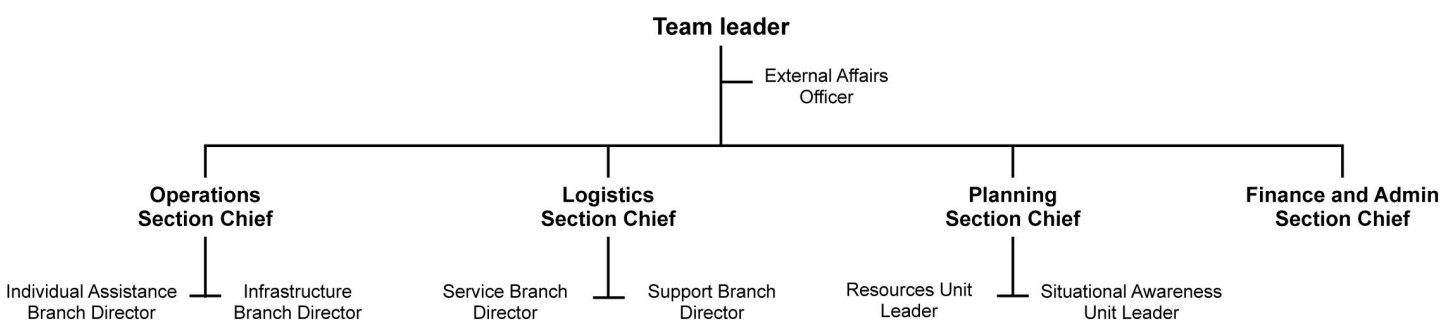 Team leader
External Affairs
Officer
Operations
Section Chief
Logistics
Section Chief
Planning
Section Chief
Finance and Admin
Section Chief
Individual Assistance
Branch Director
Infrastructure
Branch Director
Service Branch
Director
Support Branch
Director
Resources Unit
Leader
Situational Awareness
Unit Leader